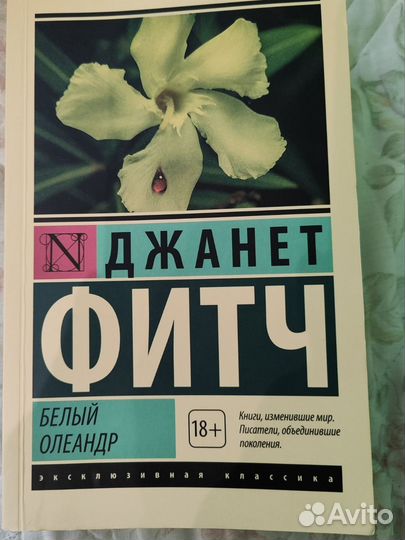 N
ДЖАНЕТ
ФИТЧ
БЕЛЫЙ
ОЛЕАНДР
18+
Книги, изменившие мир.
Писатели, объединившие
поколения.
эксклюзивная классика
Avito